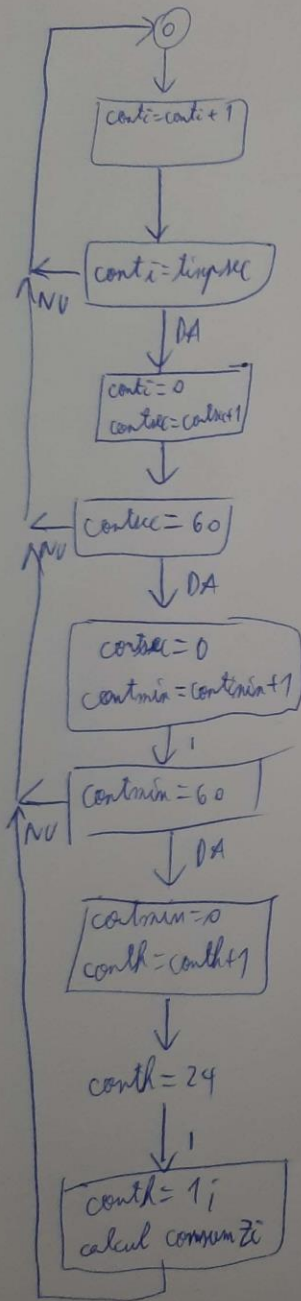 0
conti=conti+1
conti=timpsec
NU
DA
conti=0
contsec=contsec+1
contsec=60
NU
DA
contsec=0
contmin=contmin+1
1
contmin=60
NU
DA
contmin=0
conth=conth+1
conth=24
1
conth=1;
calcul consum zi